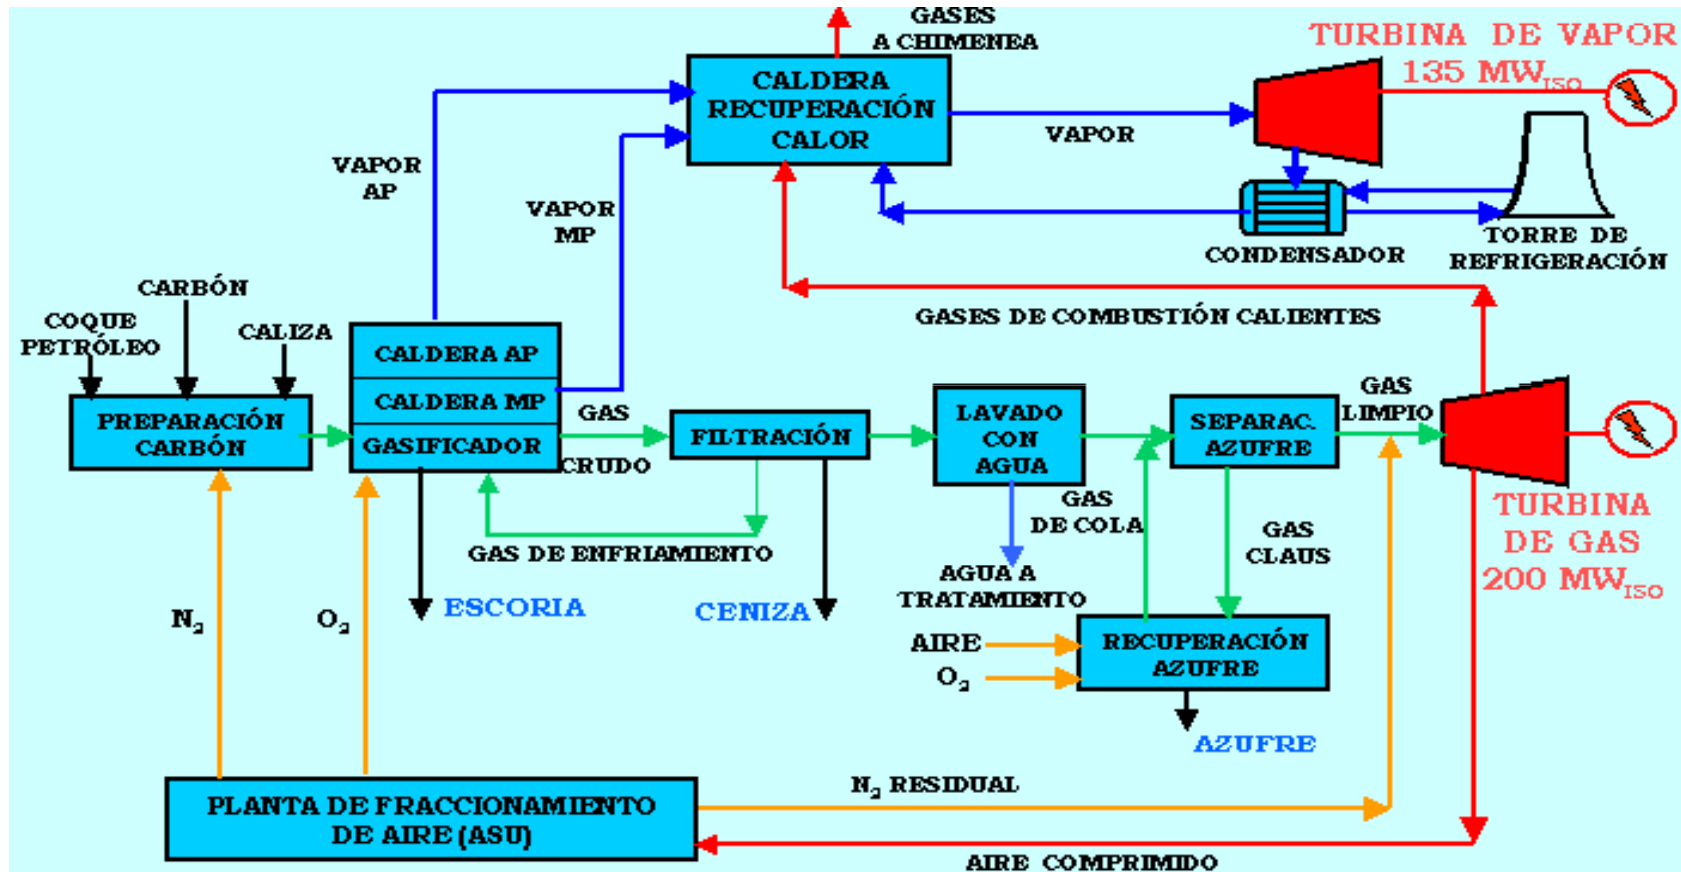 GASES
A CHIMENEA
TURBINA DE VAPOR
135 MW_ISO
CALDERA
RECUPERACIÓN
CALOR
VAPOR
VAPOR
AP
VAPOR
MP
CONDENSADOR
TORRE DE
REFRIGERACIÓN
CARBÓN
COQUE
PETRÓLEO
CALIZA
GASES DE COMBUSTIÓN CALIENTES
CALDERA AP
CALDERA MP
GASIFICADOR
PREPARACIÓN
CARBÓN
GAS
CRUDO
FILTRACIÓN
LAVADO
CON
AGUA
SEPARAC.
AZUFRE
GAS
LIMPIO
GAS
DE COLA
GAS
CLAUS
TURBINA
DE GAS
200 MW_ISO
GAS DE ENFRIAMIENTO
AGUA A
TRATAMIENTO
N₂
O₂
ESCORIA
CENIZA
AIRE
O₂
RECUPERACIÓN
AZUFRE
AZUFRE
PLANTA DE FRACCIONAMIENTO
DE AIRE (ASU)
N₂ RESIDUAL
AIRE COMPRIMIDO